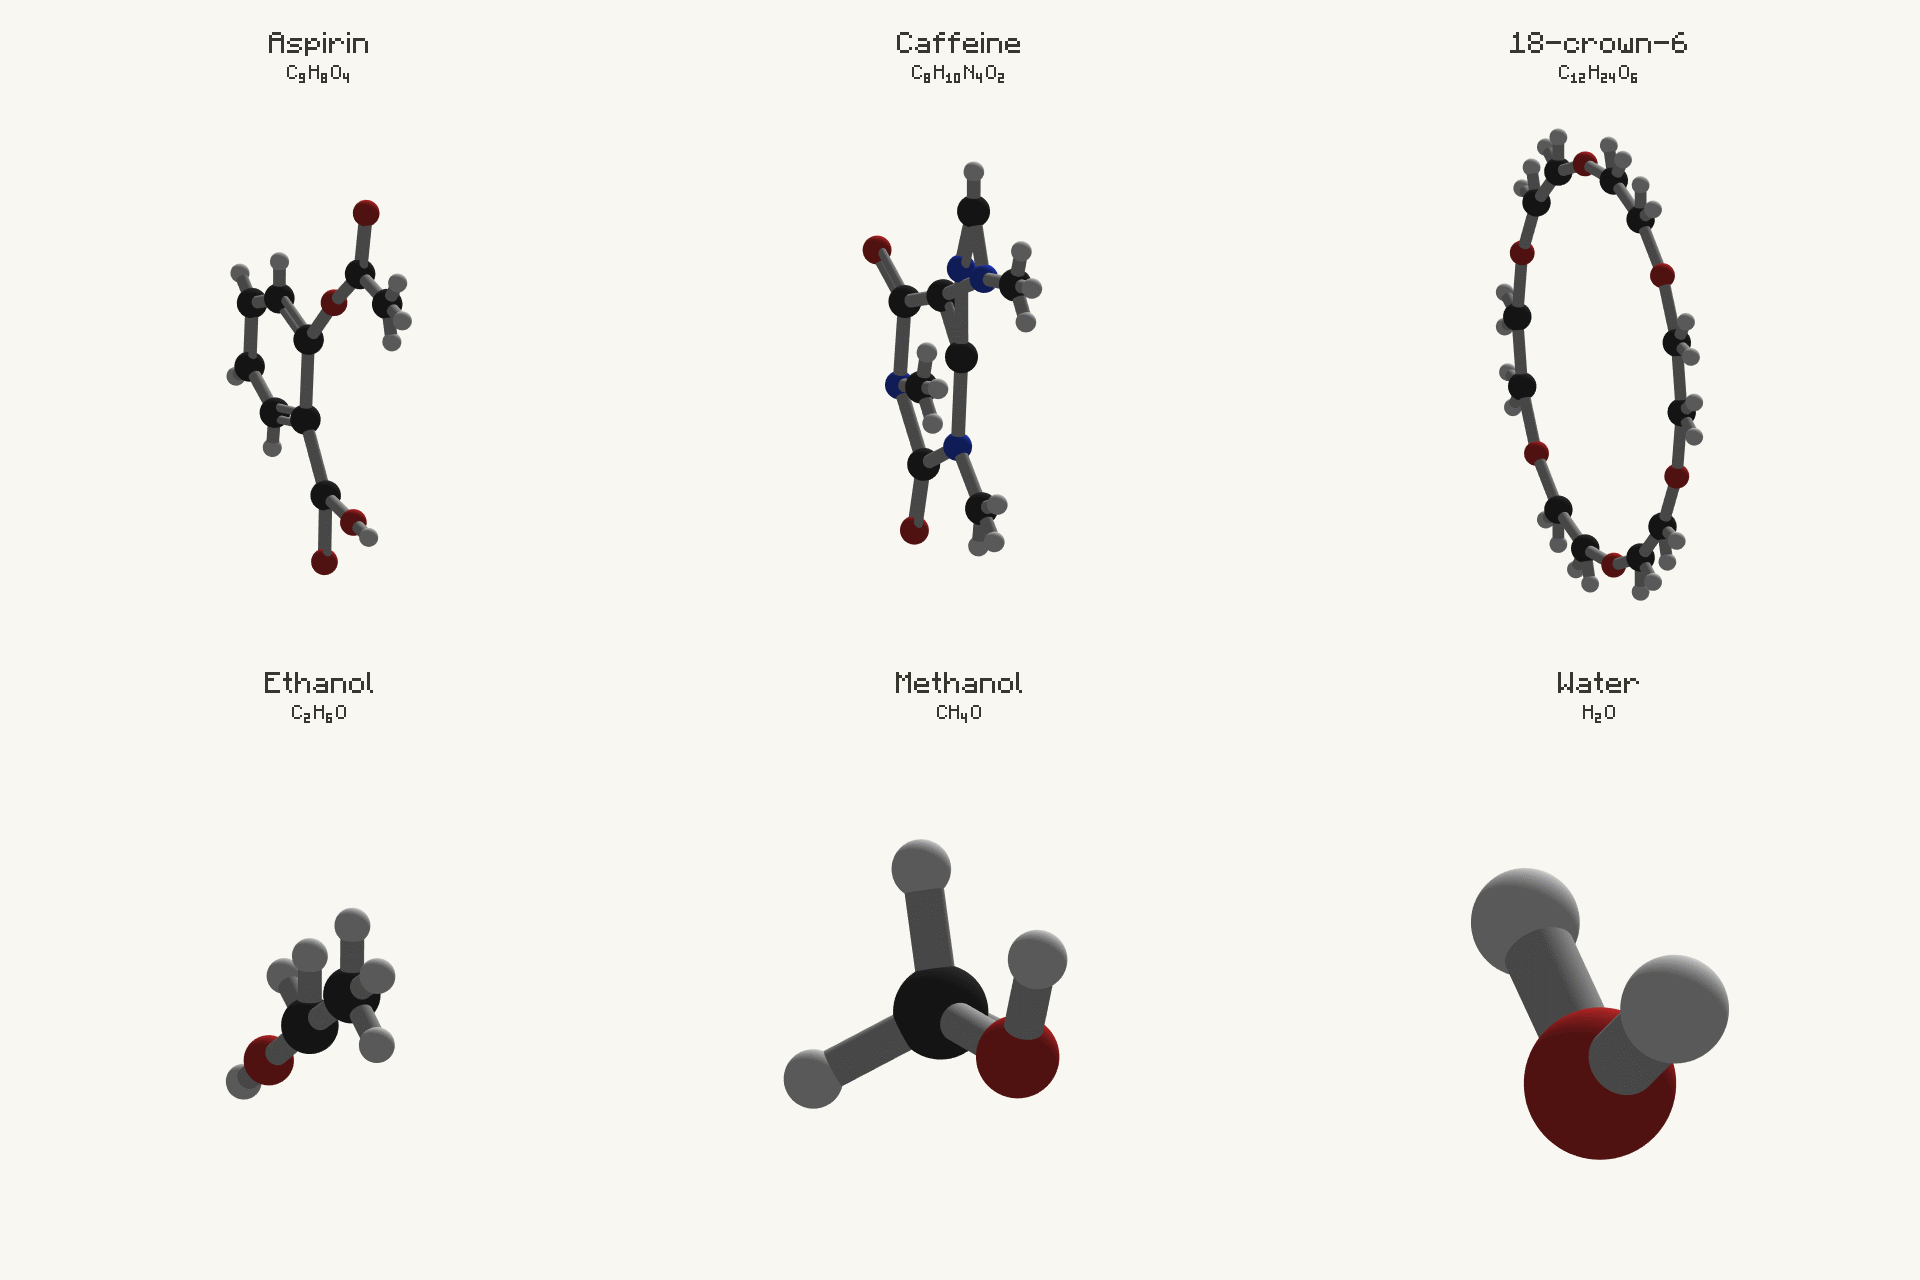 Aspirin
C₉H₈O₄
Caffeine
C₈H₁₀N₄O₂
18-crown-6
C₁₂H₂₄O₆
Ethanol
C₂H₆O
Methanol
CH₄O
Water
H₂O